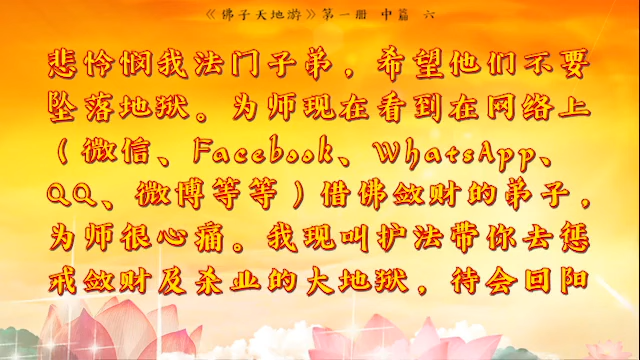 《佛子天地游》第一册 中篇 六
悲怜悯我法门子弟，希望他们不要
坠落地狱。为师现在看到在网络上
（微信、Facebook、WhatsApp、
QQ、微博等等）借佛敛财的弟子，
为师很心痛。我现叫护法带你去惩
戒敛财及杀业的大地狱，待会回阳